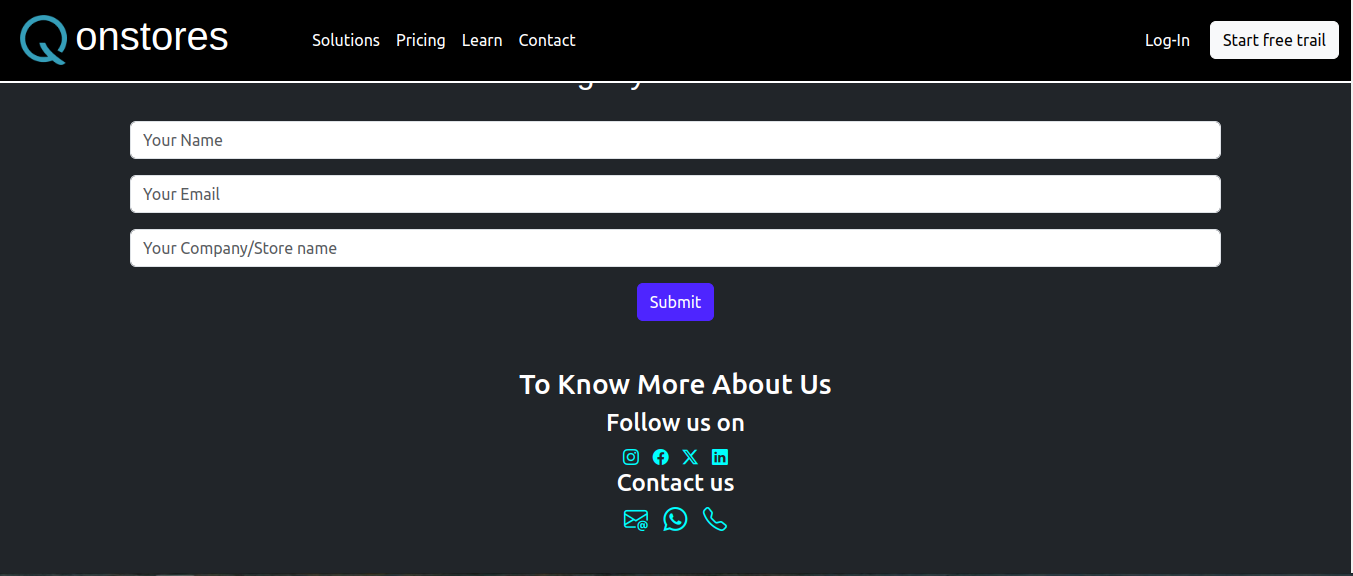 Qonstores
Solutions Pricing Learn Contact Log-In Start free trail
Your Name
Your Email
Your Company/Store name
Submit
To Know More About Us
Follow us on
Contact us